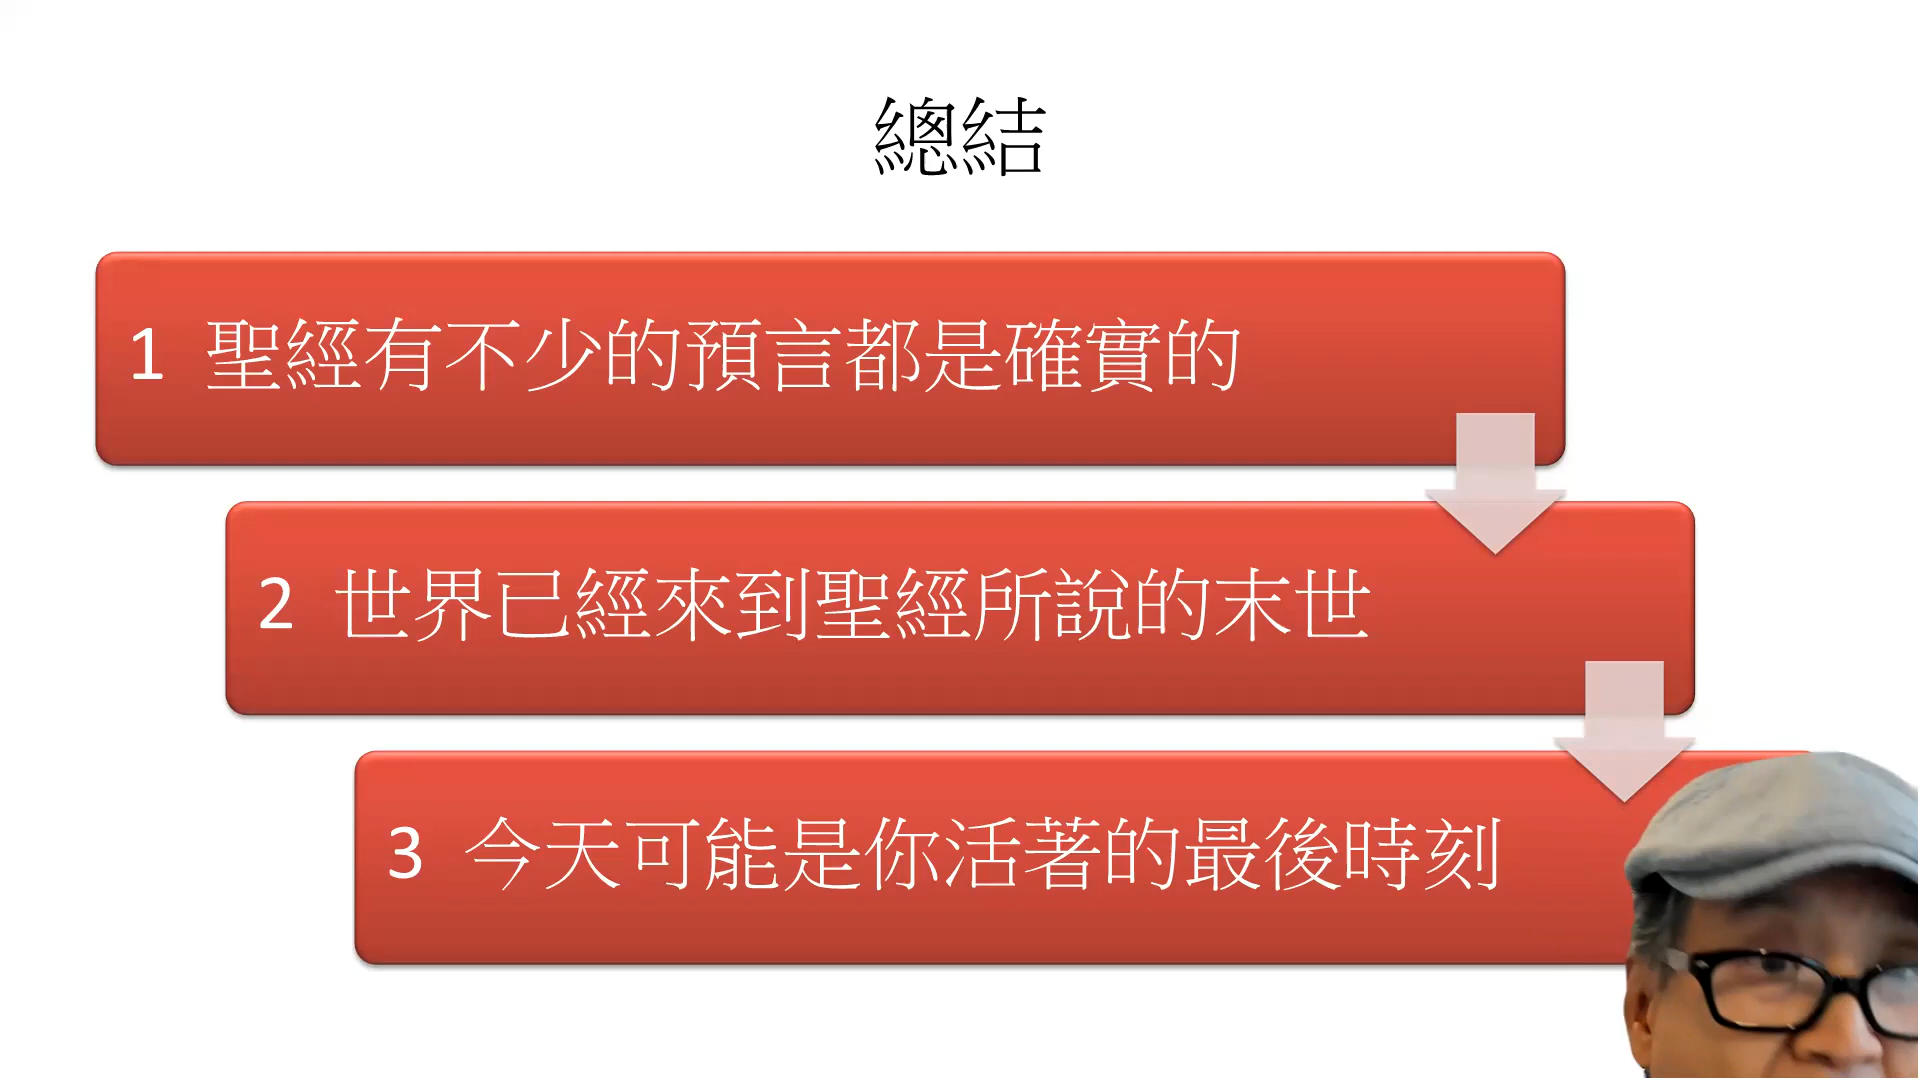 總結
1 聖經有不少的預言都是確實的
2 世界已經來到聖經所說的末世
3 今天可能是你活著的最後時刻